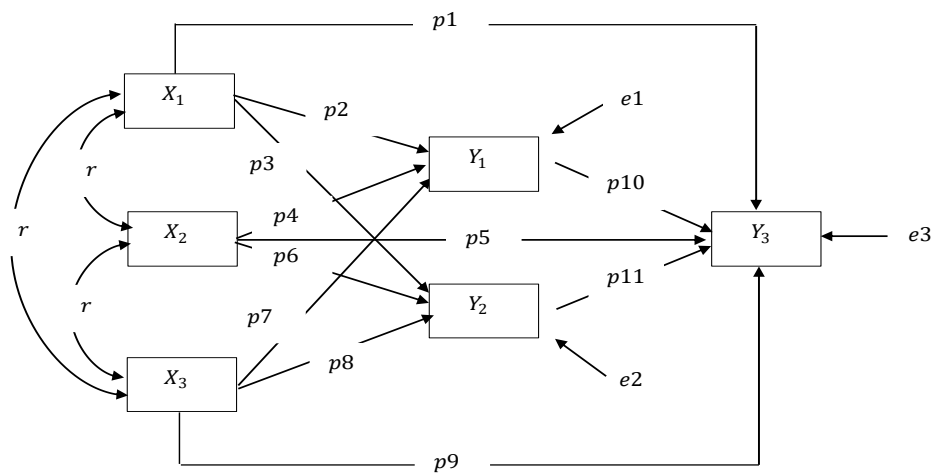 p1
X₁
e1
p2
r
p3
Y₁
p10
p4
r
X₂
p5
Y₃
e3
p6
p11
r
p7
Y₂
X₃
p8
e2
p9